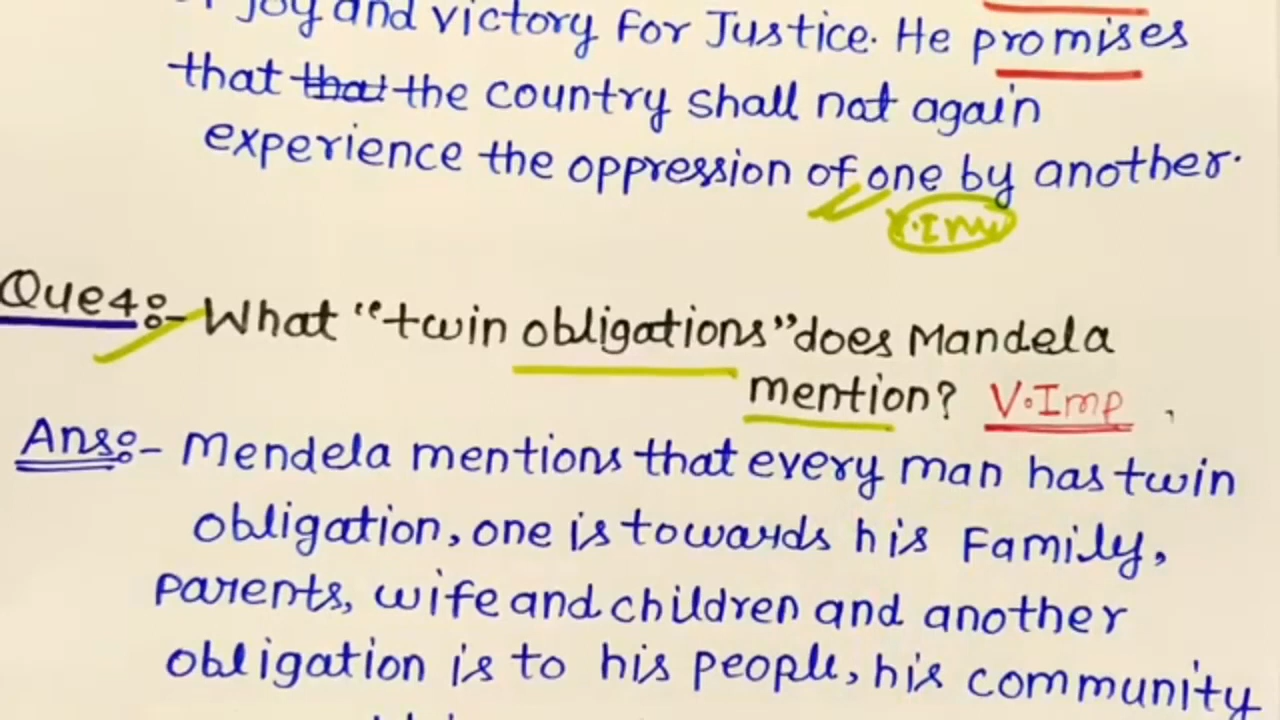 of joy and victory for Justice. He promises
that that the country shall not again
experience the oppression of one by another.
V.Imp
Que4:- What "twin obligations" does Mandela
mention? V.Imp
Ans:- Mendela mentions that every man has twin
obligation, one is towards his Family,
Parents, wife and children and another
obligation is to his people, his community